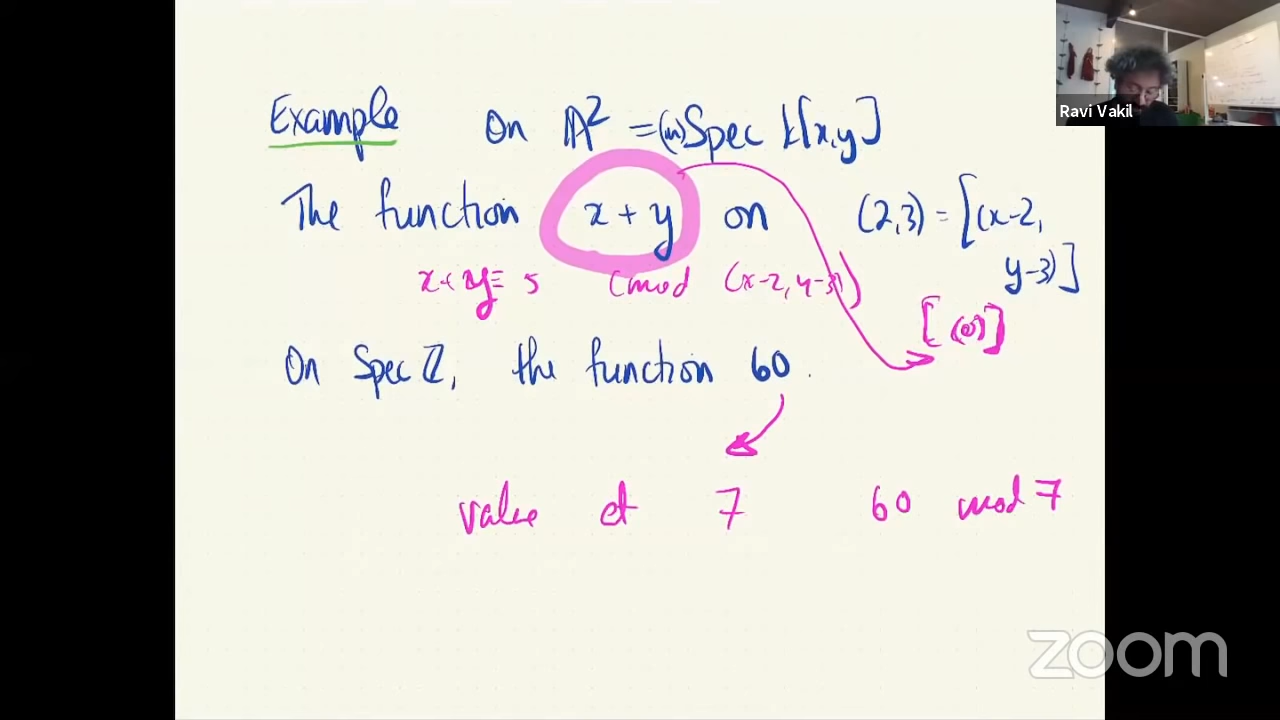 Ravi Vakil
Example On 𝔸² = (m)Spec k[x,y]
The function x + y on (2,3) = [(x-2,
y-3)]
x + y ≡ 5 (mod (x-2, y-3))
[(0)]
On Spec ℤ, the function 60.
value at 7 60 mod 7
zoom